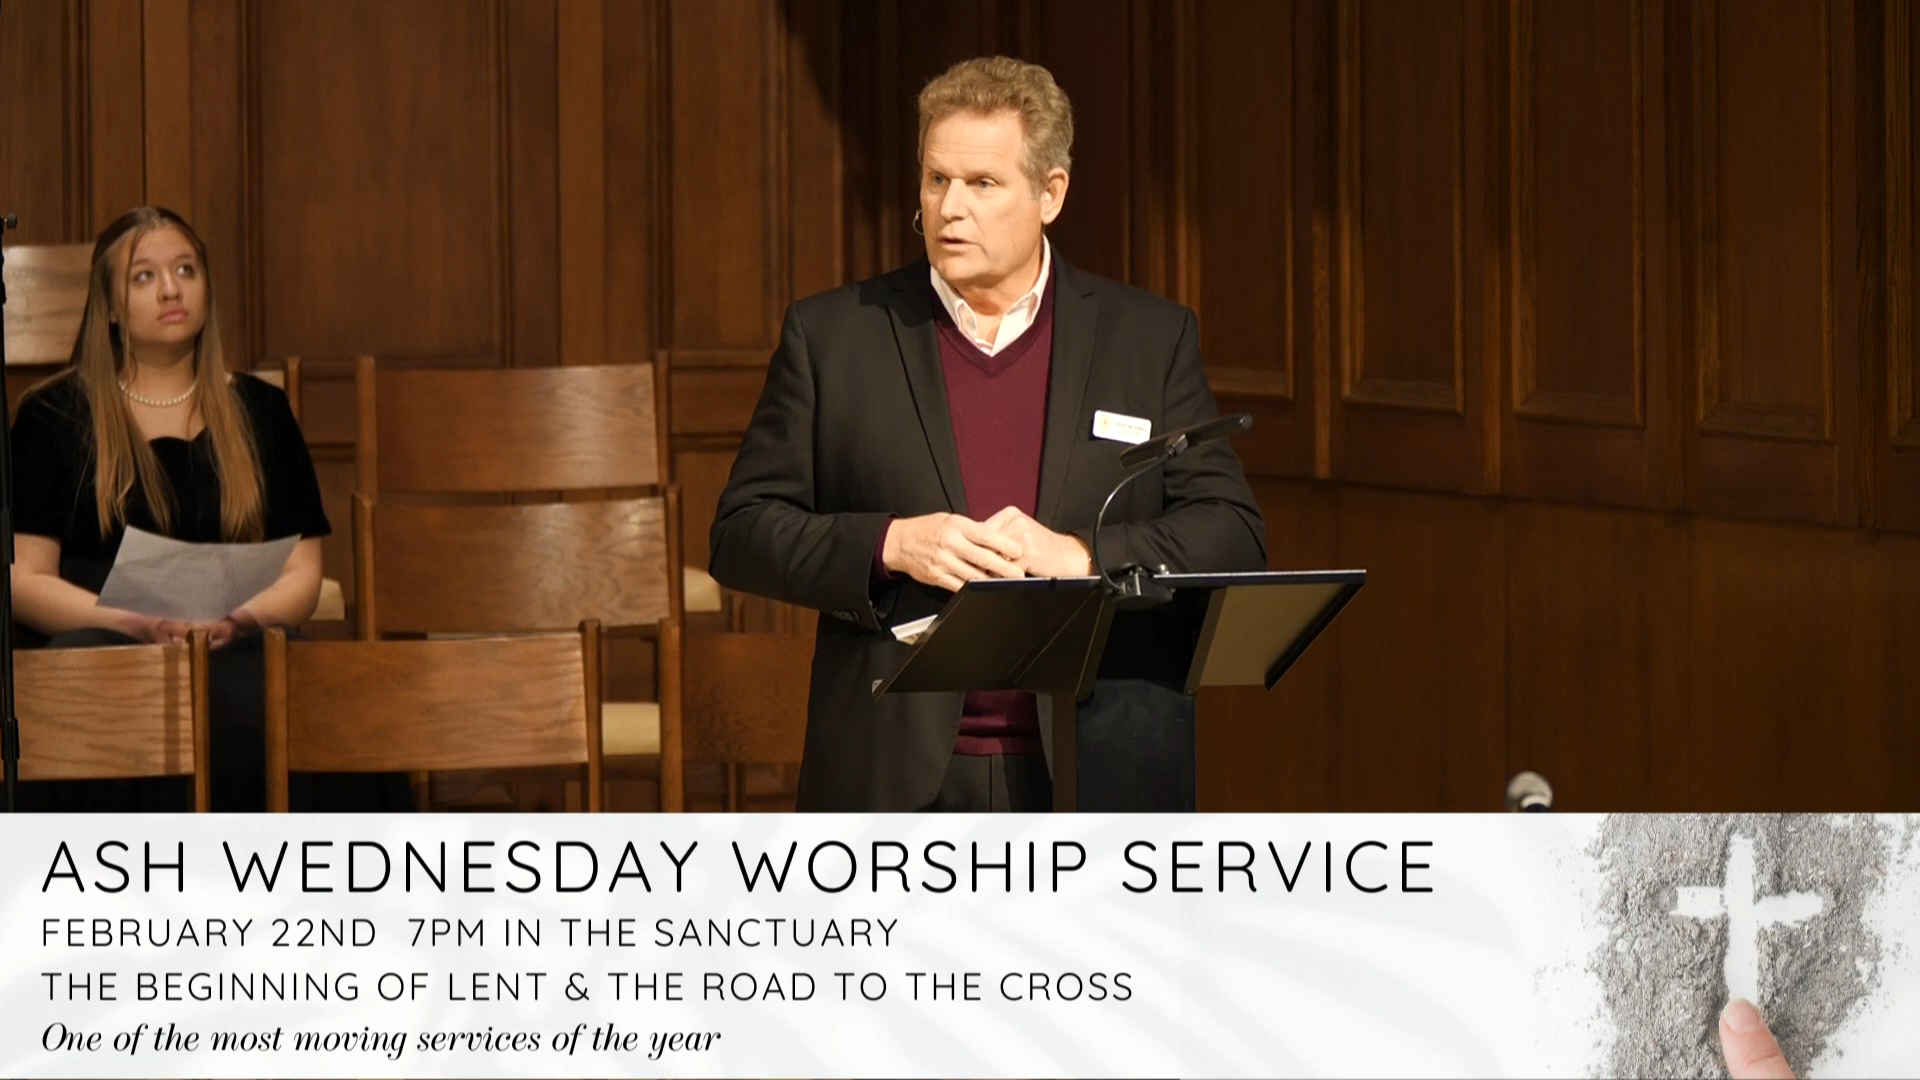 ASH WEDNESDAY WORSHIP SERVICE
FEBRUARY 22ND 7PM IN THE SANCTUARY
THE BEGINNING OF LENT & THE ROAD TO THE CROSS
One of the most moving services of the year